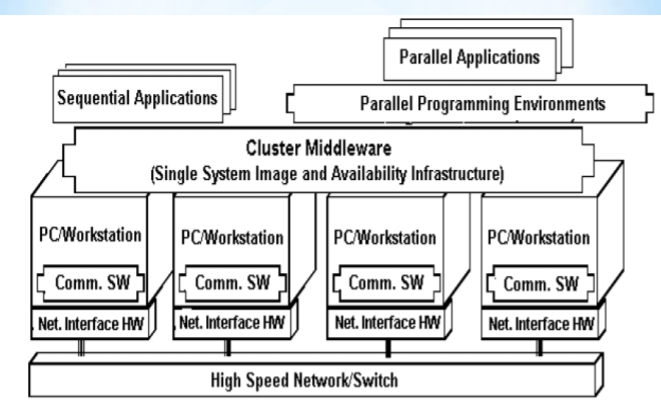 Parallel Applications
Sequential Applications
Parallel Programming Environments
Cluster Middleware
(Single System Image and Availability Infrastructure)
PC/Workstation
PC/Workstation
PC/Workstation
PC/Workstation
Comm. SW
Comm. SW
Comm. SW
Comm. SW
Net. Interface HW
Net. Interface HW
Net. Interface HW
Net. Interface HW
High Speed Network/Switch